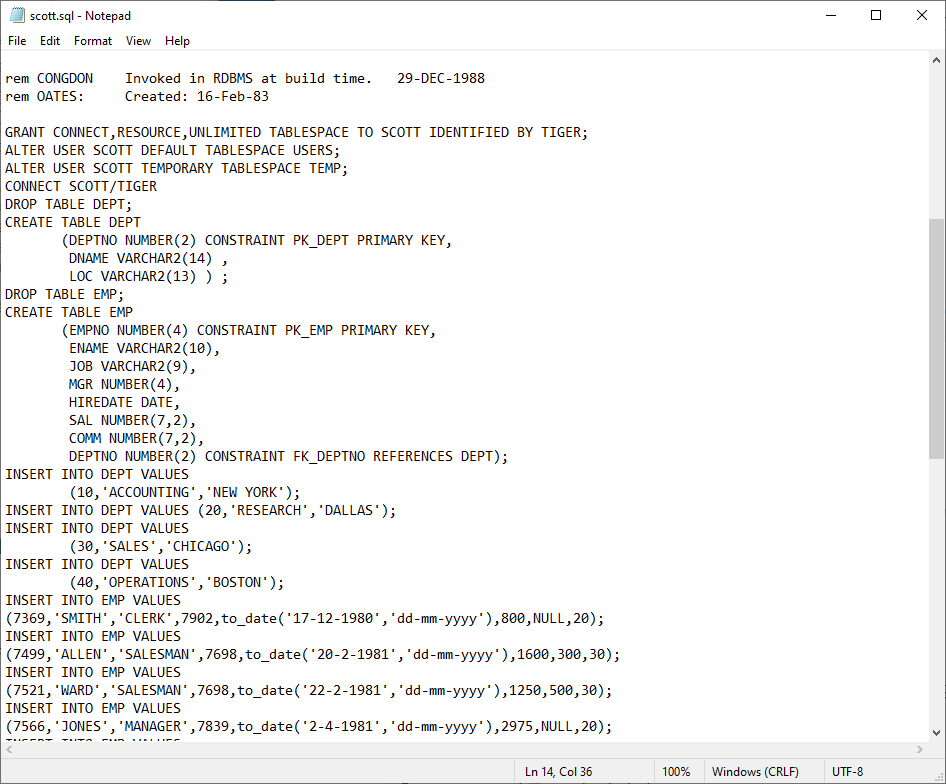 scott.sql - Notepad
File Edit Format View Help
rem CONGDON    Invoked in RDBMS at build time.   29-DEC-1988
rem OATES:     Created: 16-Feb-83
GRANT CONNECT,RESOURCE,UNLIMITED TABLESPACE TO SCOTT IDENTIFIED BY TIGER;
ALTER USER SCOTT DEFAULT TABLESPACE USERS;
ALTER USER SCOTT TEMPORARY TABLESPACE TEMP;
CONNECT SCOTT/TIGER
DROP TABLE DEPT;
CREATE TABLE DEPT
       (DEPTNO NUMBER(2) CONSTRAINT PK_DEPT PRIMARY KEY,
        DNAME VARCHAR2(14) ,
        LOC VARCHAR2(13) ) ;
DROP TABLE EMP;
CREATE TABLE EMP
       (EMPNO NUMBER(4) CONSTRAINT PK_EMP PRIMARY KEY,
        ENAME VARCHAR2(10),
        JOB VARCHAR2(9),
        MGR NUMBER(4),
        HIREDATE DATE,
        SAL NUMBER(7,2),
        COMM NUMBER(7,2),
        DEPTNO NUMBER(2) CONSTRAINT FK_DEPTNO REFERENCES DEPT);
INSERT INTO DEPT VALUES
        (10,'ACCOUNTING','NEW YORK');
INSERT INTO DEPT VALUES (20,'RESEARCH','DALLAS');
INSERT INTO DEPT VALUES
        (30,'SALES','CHICAGO');
INSERT INTO DEPT VALUES
        (40,'OPERATIONS','BOSTON');
INSERT INTO EMP VALUES
(7369,'SMITH','CLERK',7902,to_date('17-12-1980','dd-mm-yyyy'),800,NULL,20);
INSERT INTO EMP VALUES
(7499,'ALLEN','SALESMAN',7698,to_date('20-2-1981','dd-mm-yyyy'),1600,300,30);
INSERT INTO EMP VALUES
(7521,'WARD','SALESMAN',7698,to_date('22-2-1981','dd-mm-yyyy'),1250,500,30);
INSERT INTO EMP VALUES
(7566,'JONES','MANAGER',7839,to_date('2-4-1981','dd-mm-yyyy'),2975,NULL,20);
INSERT INTO EMP VALUES
Ln 14, Col 36 100% Windows (CRLF) UTF-8